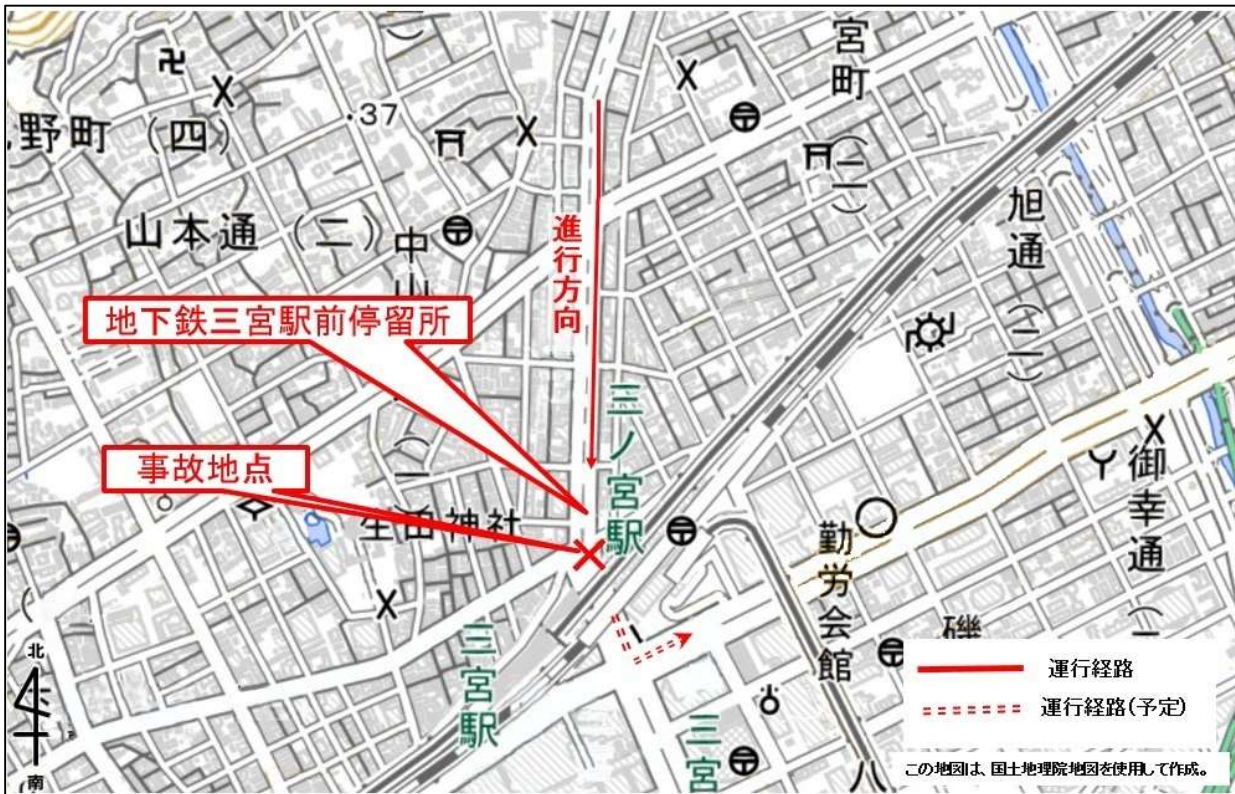 宮町(二)
.37
野町(四)
山本通(二)
中山
旭通(二)
進行方向
地下鉄三宮駅前停留所
三ノ宮駅
事故地点
生田神社
御幸通(
勤労会館
磯
三宮駅
三宮
八
北
南
運行経路
運行経路(予定)
この地図は、国土地理院地図を使用して作成。